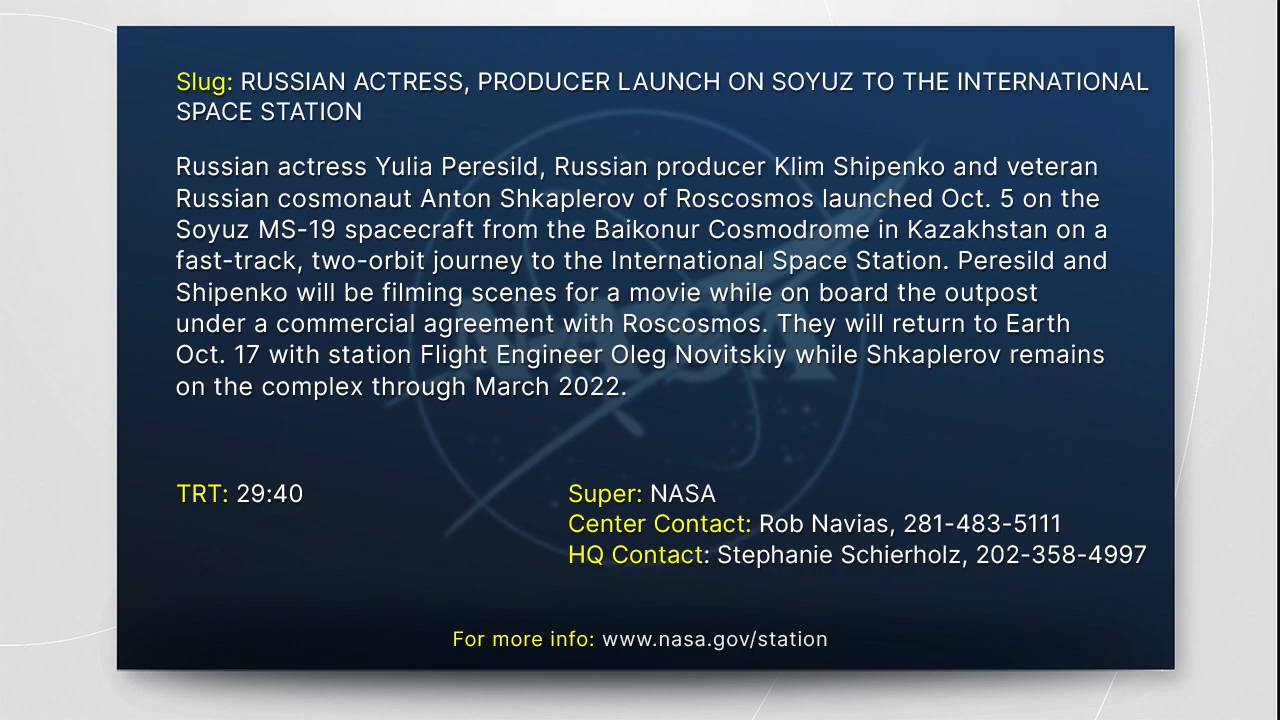 Slug: RUSSIAN ACTRESS, PRODUCER LAUNCH ON SOYUZ TO THE INTERNATIONAL
SPACE STATION
Russian actress Yulia Peresild, Russian producer Klim Shipenko and veteran
Russian cosmonaut Anton Shkaplerov of Roscosmos launched Oct. 5 on the
Soyuz MS-19 spacecraft from the Baikonur Cosmodrome in Kazakhstan on a
fast-track, two-orbit journey to the International Space Station. Peresild and
Shipenko will be filming scenes for a movie while on board the outpost
under a commercial agreement with Roscosmos. They will return to Earth
Oct. 17 with station Flight Engineer Oleg Novitskiy while Shkaplerov remains
on the complex through March 2022.
TRT: 29:40
Super: NASA
Center Contact: Rob Navias, 281-483-5111
HQ Contact: Stephanie Schierholz, 202-358-4997
For more info: www.nasa.gov/station
NASA